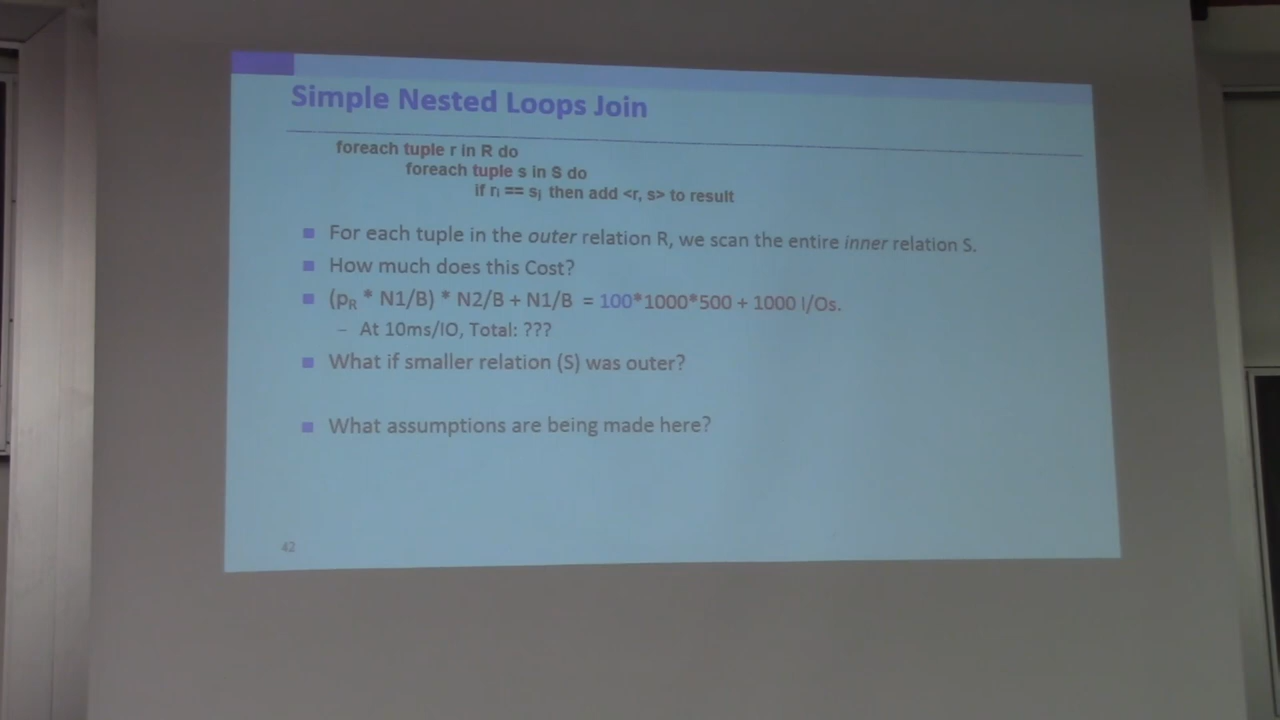 Simple Nested Loops Join
foreach tuple r in R do
foreach tuple s in S do
if ri == sj then add <r, s> to result
■ For each tuple in the outer relation R, we scan the entire inner relation S.
■ How much does this Cost?
■ (pR * N1/B) * N2/B + N1/B = 100*1000*500 + 1000 I/Os.
– At 10ms/IO, Total: ???
■ What if smaller relation (S) was outer?
■ What assumptions are being made here?
42